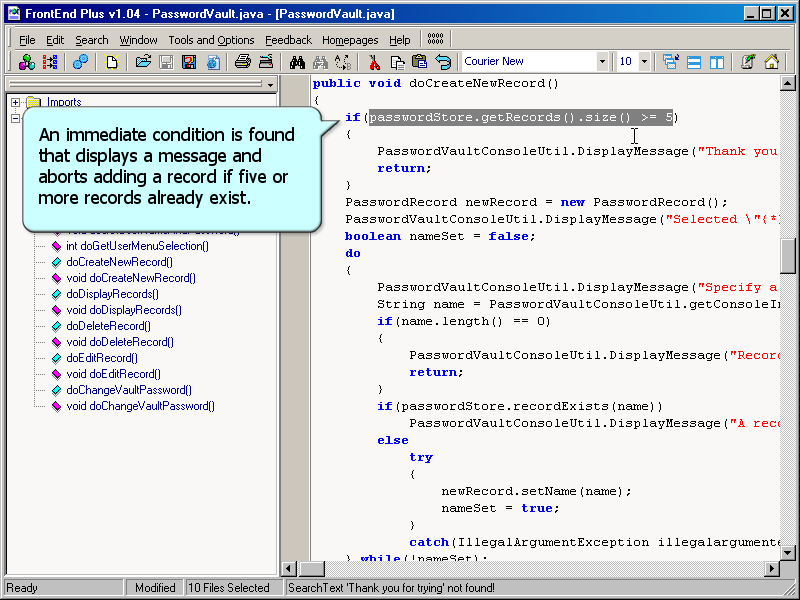 FrontEnd Plus v1.04 - PasswordVault.java - [PasswordVault.java]
File Edit Search Window Tools and Options Feedback Homepages Help
Courier New 10
Imports
An immediate condition is found
that displays a message and
aborts adding a record if five or
more records already exist.
int doGetUserMenuSelection()
doCreateNewRecord()
void doCreateNewRecord()
doDisplayRecords()
void doDisplayRecords()
doDeleteRecord()
void doDeleteRecord()
doEditRecord()
void doEditRecord()
doChangeVaultPassword()
void doChangeVaultPassword()
public void doCreateNewRecord()
{
if(passwordStore.getRecords().size() >= 5)
{
PasswordVaultConsoleUtil.DisplayMessage("Thank you
return;
}
PasswordRecord newRecord = new PasswordRecord();
PasswordVaultConsoleUtil.DisplayMessage("Selected \"{*}
boolean nameSet = false;
do
{
PasswordVaultConsoleUtil.DisplayMessage("Specify a
String name = PasswordVaultConsoleUtil.getConsoleIn
if(name.length() == 0)
{
PasswordVaultConsoleUtil.DisplayMessage("Recor
return;
}
if(passwordStore.recordExists(name))
PasswordVaultConsoleUtil.DisplayMessage("A reco
else
try
{
newRecord.setName(name);
nameSet = true;
}
catch(IllegalArgumentException illegalargumente
} while(!nameSet);
Ready Modified 10 Files Selected SearchText 'Thank you for trying' not found!